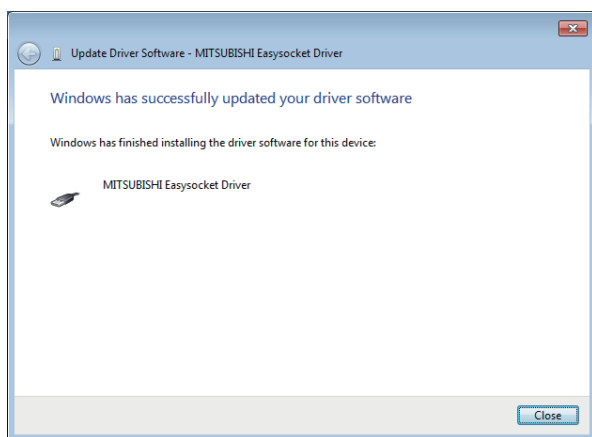 Update Driver Software - MITSUBISHI Easysocket Driver
Windows has successfully updated your driver software
Windows has finished installing the driver software for this device:
MITSUBISHI Easysocket Driver
Close